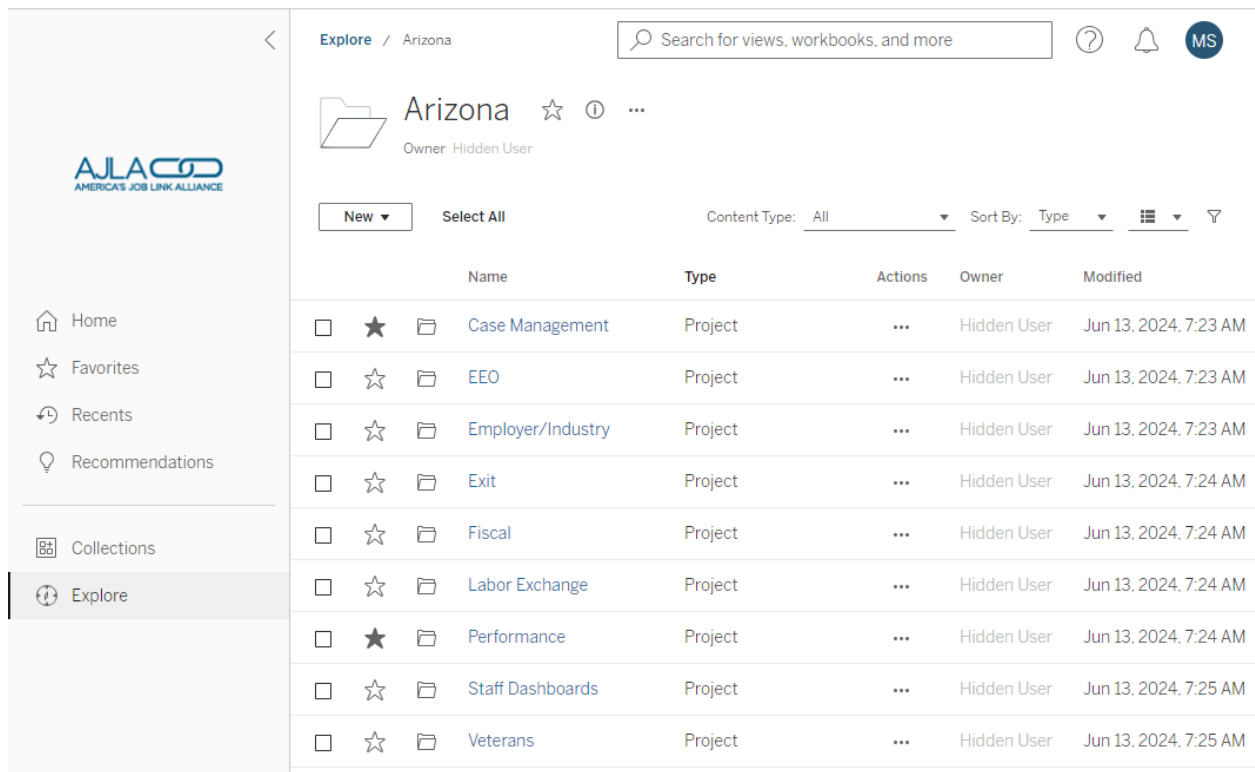 Explore / Arizona
Search for views, workbooks, and more
MS
Arizona
Owner Hidden User
AJLA
AMERICA'S JOB LINK ALLIANCE
New Select All Content Type: All Sort By: Type
Name Type Actions Owner Modified
Home
Favorites
Recents
Recommendations
Collections
Explore
Case Management Project ... Hidden User Jun 13, 2024, 7:23 AM
EEO Project ... Hidden User Jun 13, 2024, 7:23 AM
Employer/Industry Project ... Hidden User Jun 13, 2024, 7:23 AM
Exit Project ... Hidden User Jun 13, 2024, 7:24 AM
Fiscal Project ... Hidden User Jun 13, 2024, 7:24 AM
Labor Exchange Project ... Hidden User Jun 13, 2024, 7:24 AM
Performance Project ... Hidden User Jun 13, 2024, 7:24 AM
Staff Dashboards Project ... Hidden User Jun 13, 2024, 7:25 AM
Veterans Project ... Hidden User Jun 13, 2024, 7:25 AM